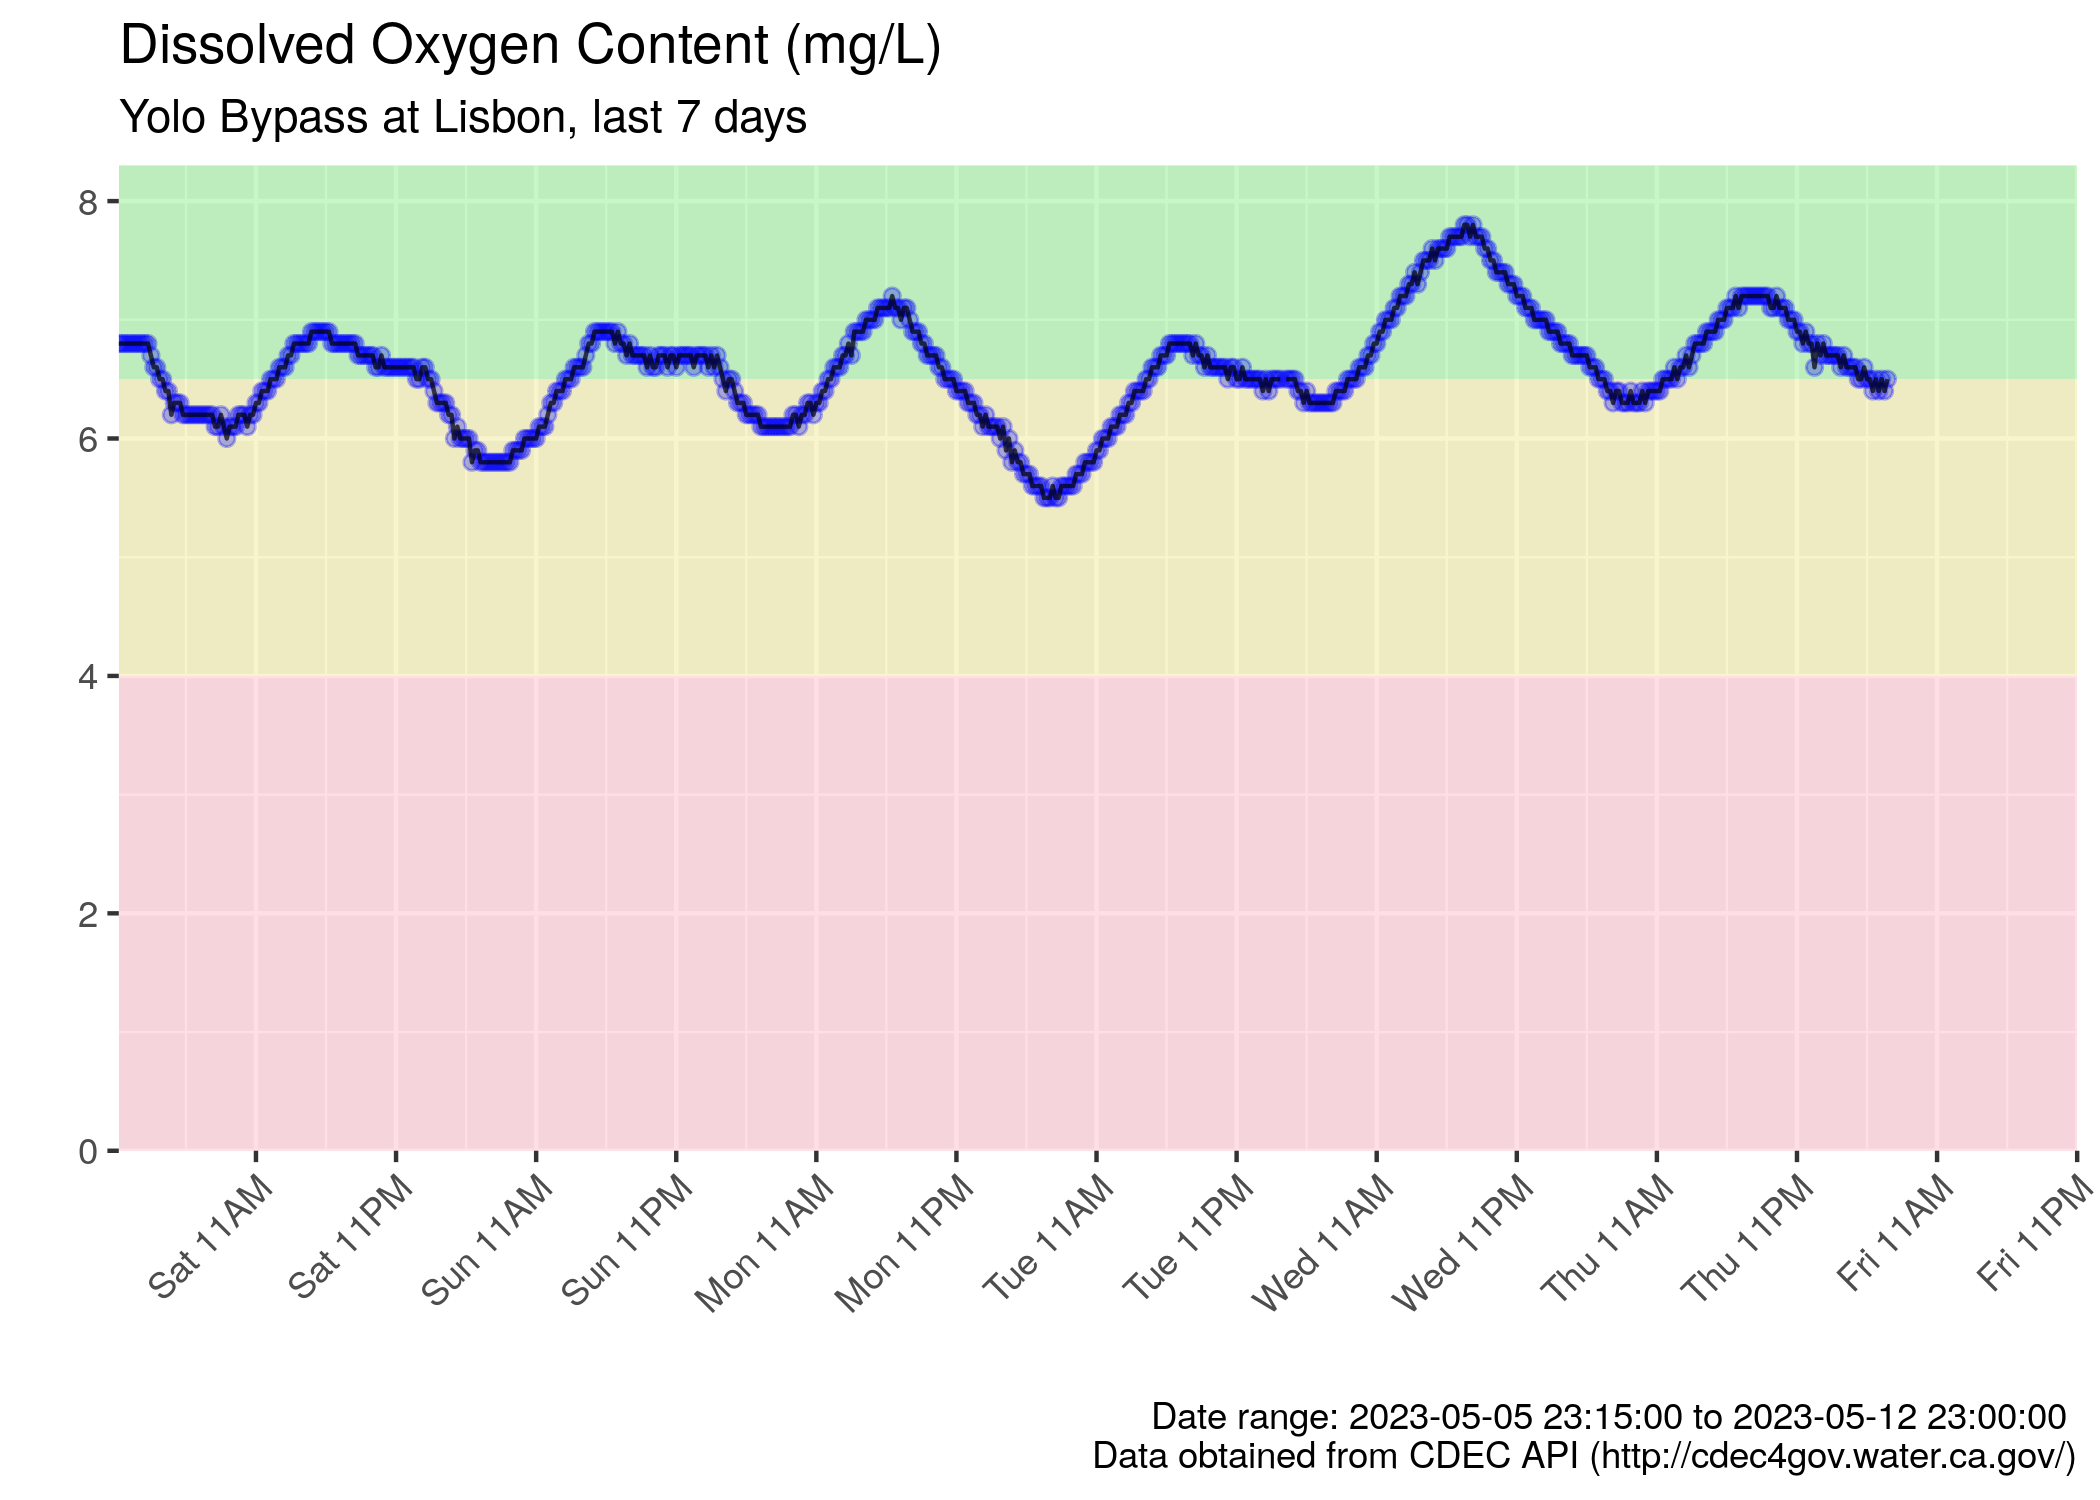 Dissolved Oxygen Content (mg/L)
Yolo Bypass at Lisbon, last 7 days
8
6
4
2
0
Sat 11AM
Sat 11PM
Sun 11AM
Sun 11PM
Mon 11AM
Mon 11PM
Tue 11AM
Tue 11PM
Wed 11AM
Wed 11PM
Thu 11AM
Thu 11PM
Fri 11AM
Fri 11PM
Date range: 2023-05-05 23:15:00 to 2023-05-12 23:00:00
Data obtained from CDEC API (http://cdec4gov.water.ca.gov/)